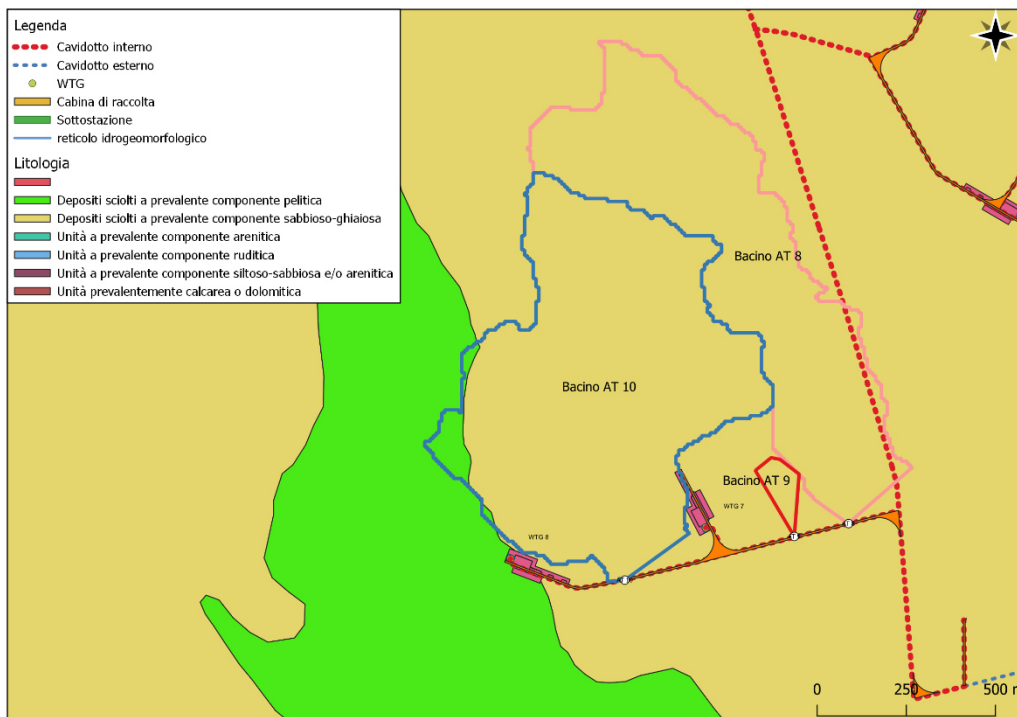 Legenda
Cavidotto interno
Cavidotto esterno
WTG
Cabina di raccolta
Sottostazione
reticolo idrogeomorfologico
Litologia
Depositi sciolti a prevalente componente pelitica
Depositi sciolti a prevalente componente sabbioso-ghiaiosa
Unità a prevalente componente arenitica
Unità a prevalente componente ruditica
Unità a prevalente componente siltoso-sabbiosa e/o arenitica
Unità prevalentemente calcarea o dolomitica
Bacino AT 8
Bacino AT 10
Bacino AT 9
WTG 7
WTG 8
0 250 500 m